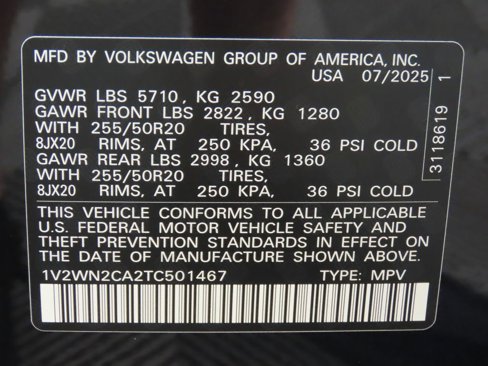 MFD BY VOLKSWAGEN GROUP OF AMERICA, INC.
USA 07/2025
GVWR LBS 5710, KG 2590
GAWR FRONT LBS 2822, KG 1280
WITH 255/50R20 TIRES,
8JX20 RIMS, AT 250 KPA, 36 PSI COLD
GAWR REAR LBS 2998, KG 1360
WITH 255/50R20 TIRES,
8JX20 RIMS, AT 250 KPA, 36 PSI COLD
3118619 1
THIS VEHICLE CONFORMS TO ALL APPLICABLE
U.S. FEDERAL MOTOR VEHICLE SAFETY AND
THEFT PREVENTION STANDARDS IN EFFECT ON
THE DATE OF MANUFACTURE SHOWN ABOVE.
1V2WN2CA2TC501467 TYPE: MPV